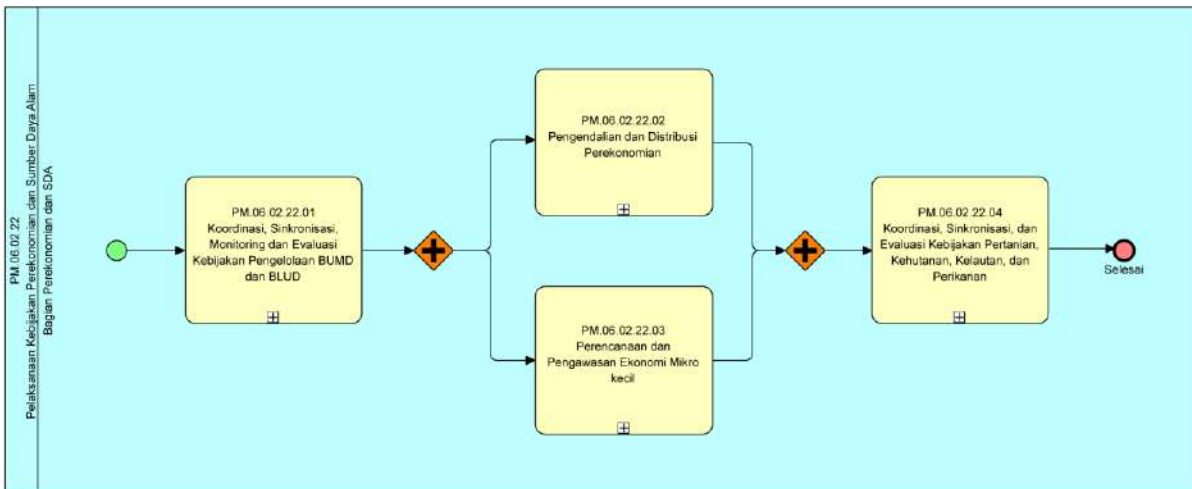 PM.06.02.22
Pelaksanaan Kebijakan Perekonomian dan Sumber Daya Alam
Bagian Perekonomian dan SDA
PM.06.02.22.01
Koordinasi, Sinkronisasi,
Monitoring dan Evaluasi
Kebijakan Pengelolaan BUMD
dan BLUD
PM.06.02.22.02
Pengendalian dan Distribusi
Perekonomian
PM.06.02.22.03
Perencanaan dan
Pengawasan Ekonomi Mikro
kecil
PM.06.02.22.04
Koordinasi, Sinkronisasi, dan
Evaluasi Kebijakan Pertanian,
Kehutanan, Kelautan, dan
Perikanan
Selesai